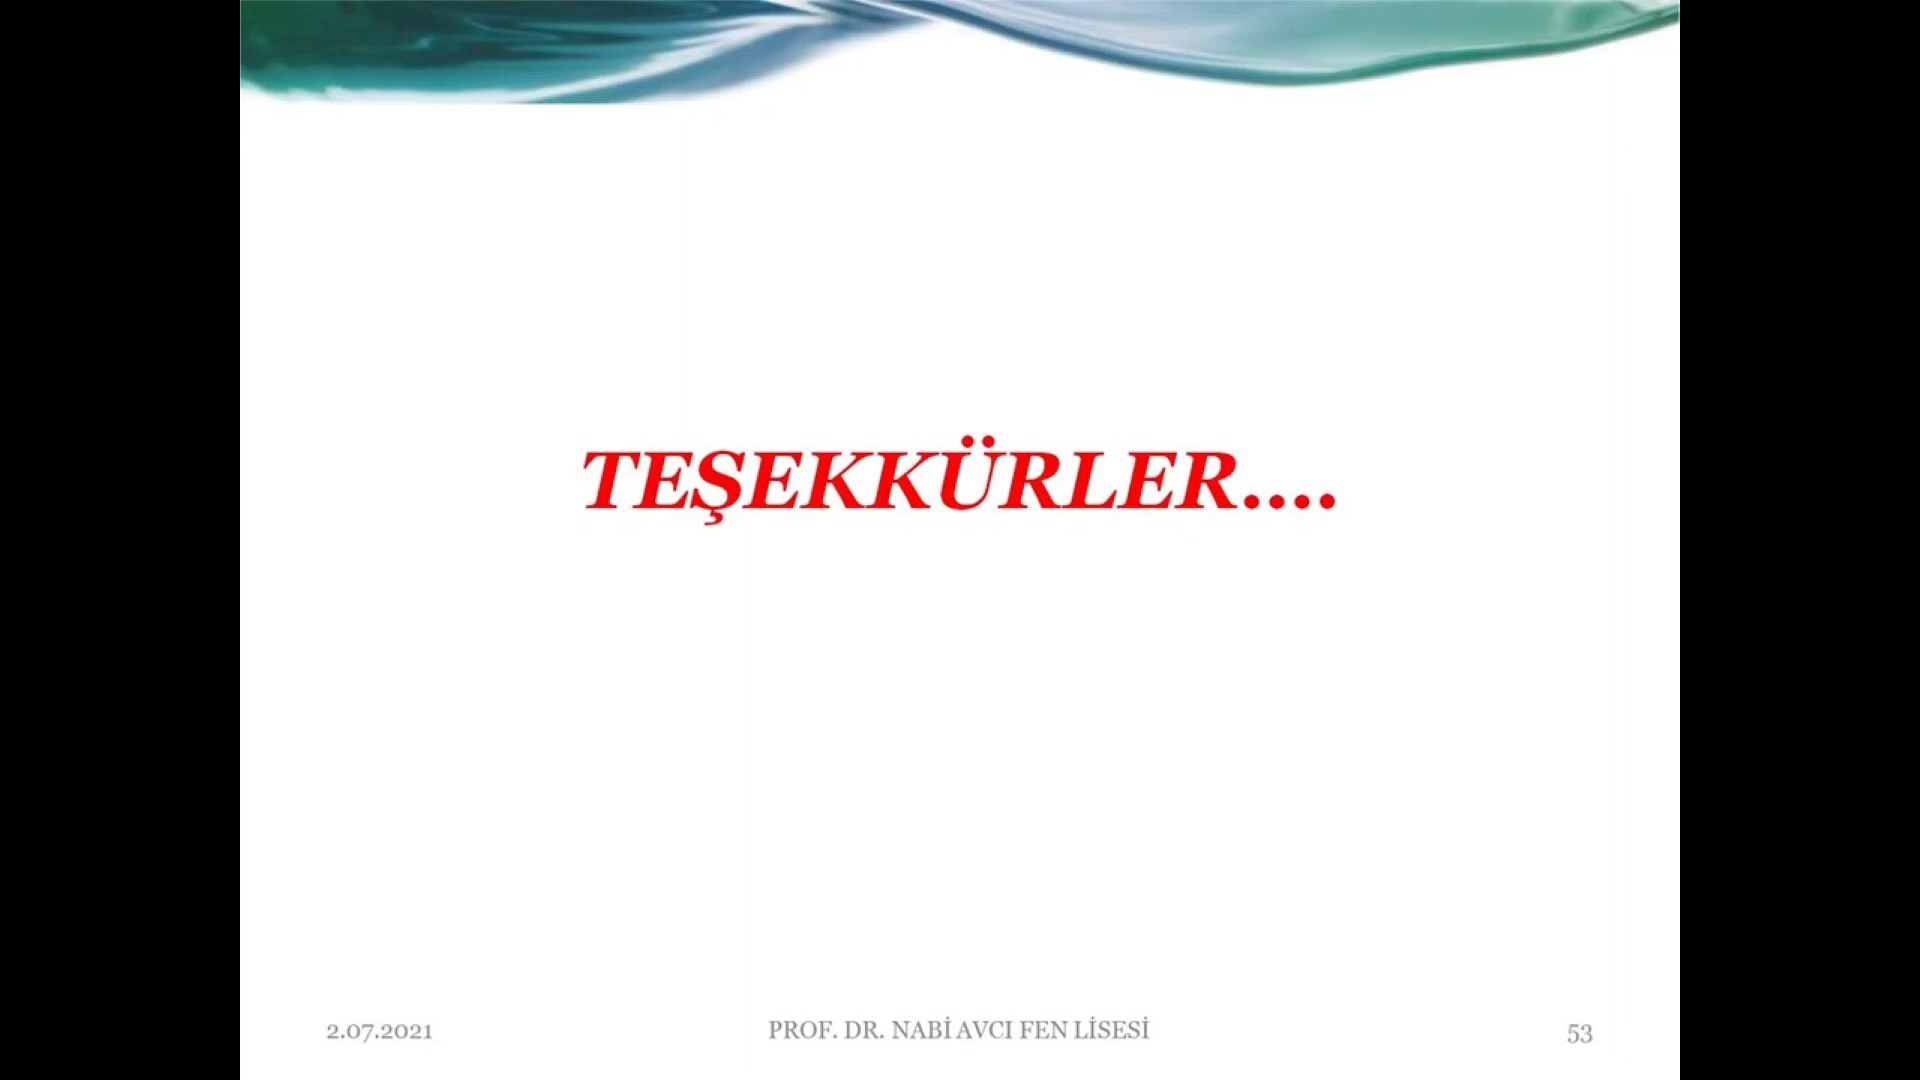 TEŞEKKÜRLER....
2.07.2021
PROF. DR. NABİ AVCI FEN LİSESİ
53